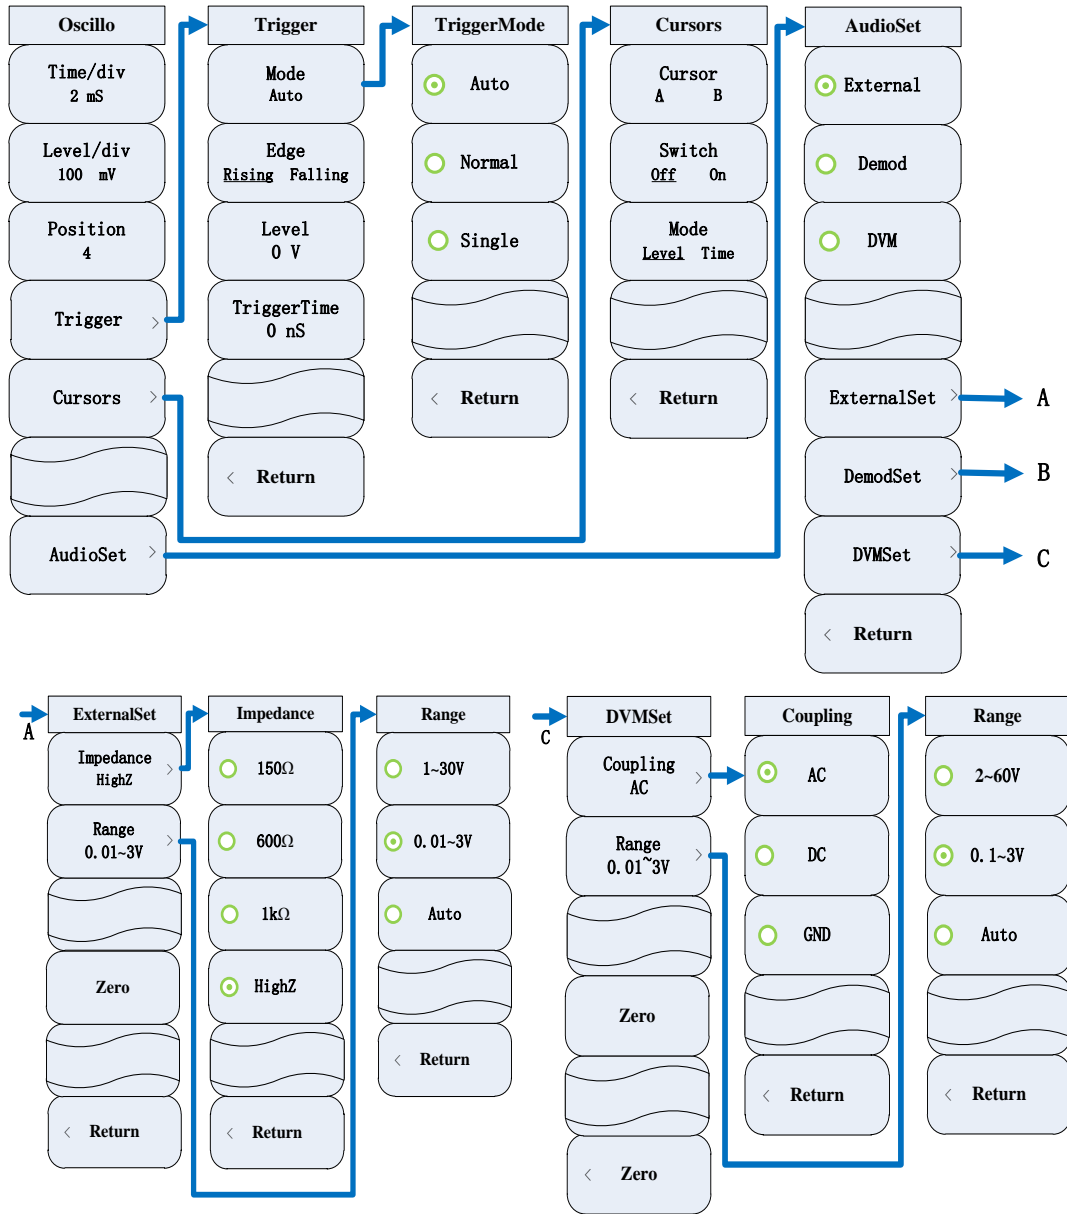 Oscillo
Time/div
2 mS
Level/div
100 mV
Position
4
Trigger >
Cursors >
AudioSet >
Trigger
Mode
Auto
Edge
Rising Falling
Level
0 V
TriggerTime
0 nS
< Return
TriggerMode
Auto
Normal
Single
< Return
Cursors
Cursor
A B
Switch
Off On
Mode
Level Time
< Return
AudioSet
External
Demod
DVM
ExternalSet >
A
DemodSet >
B
DVMSet >
C
< Return
A
ExternalSet
Impedance >
HighZ
Range >
0.01~3V
Zero
< Return
Impedance
150Ω
600Ω
1kΩ
HighZ
< Return
Range
1~30V
0.01~3V
Auto
< Return
C
DVMSet
Coupling >
AC
Range >
0.01~3V
Zero
< Zero
Coupling
AC
DC
GND
< Return
Range
2~60V
0.1~3V
Auto
< Return